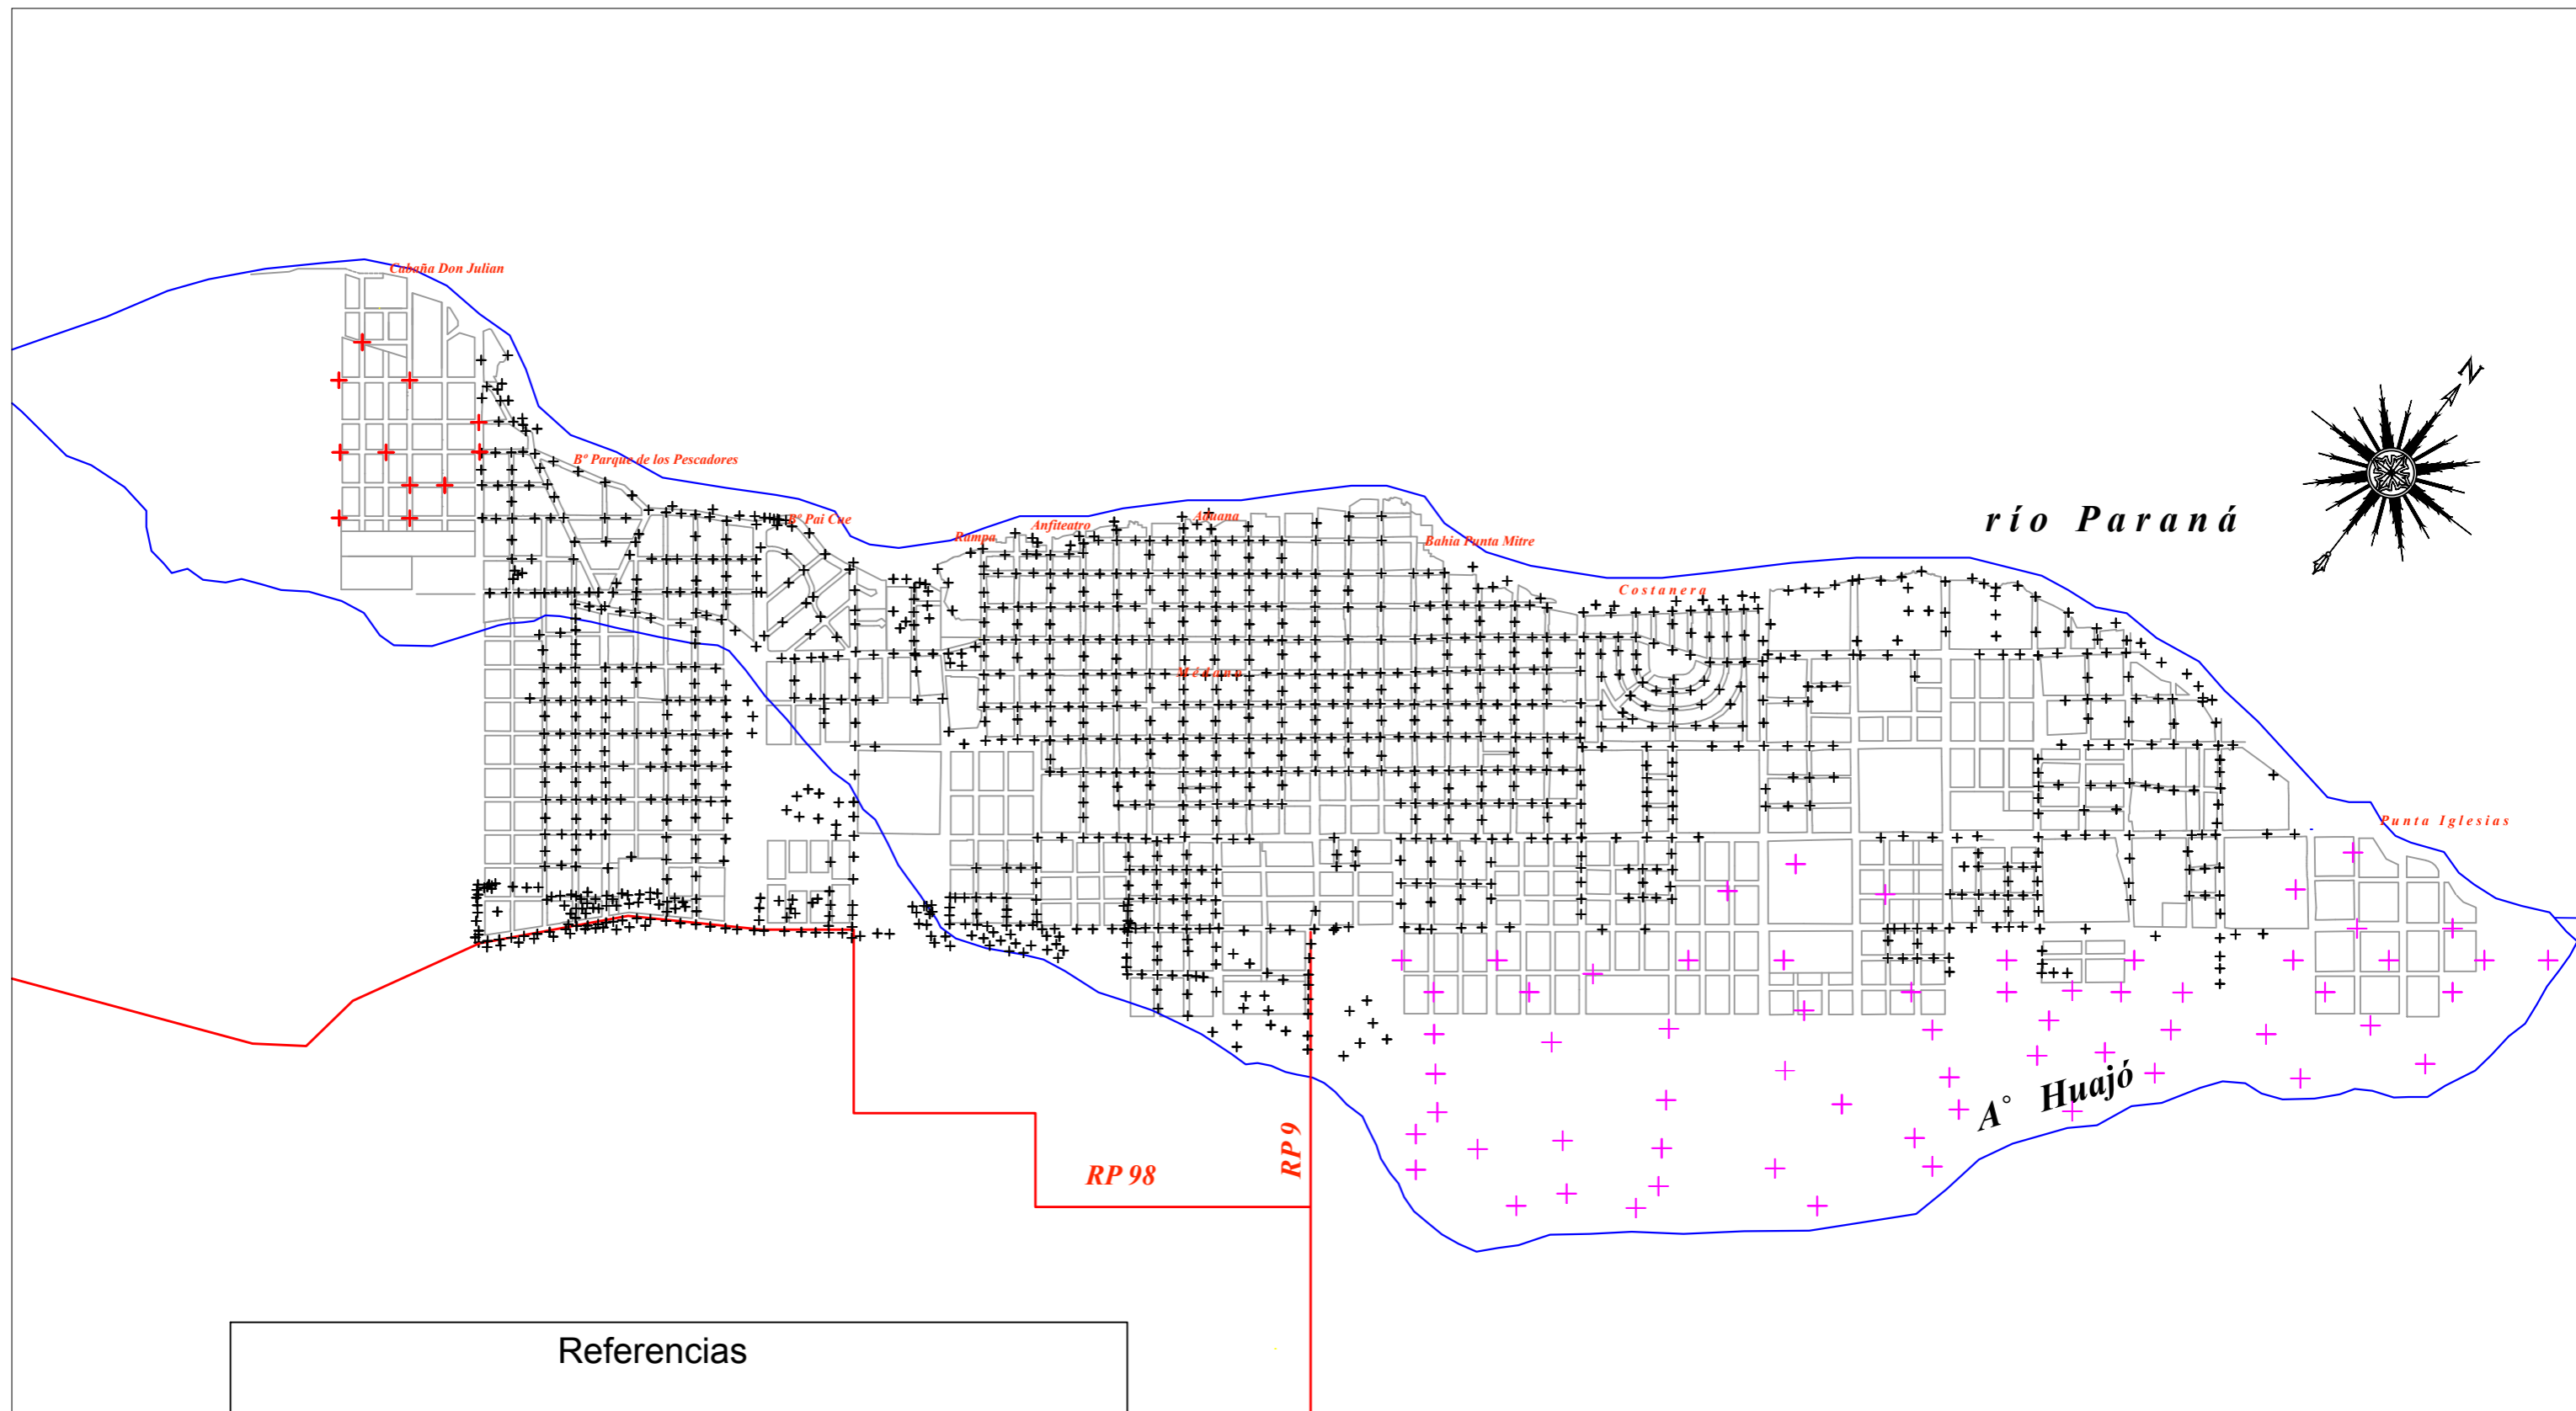 Cabaña Don Julian
Bº Parque de los Pescadores
Bº Pai Cue
Rampa
Anfiteatro
Aduana
Bahia Punta Mitre
río Paraná
N
Costanera
Médano
Punta Iglesias
A° Huajó
RP 9
RP 98
Referencias